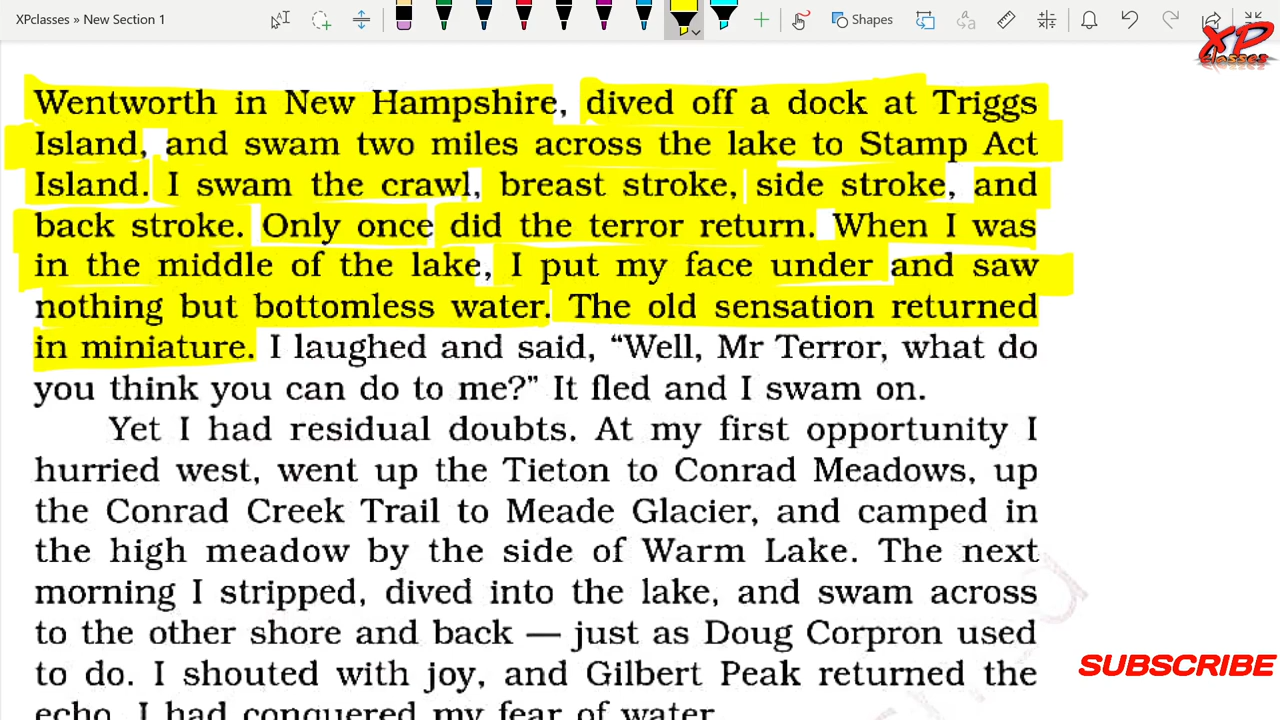 XPclasses » New Section 1
Shapes
XP
Classes
Wentworth in New Hampshire, dived off a dock at Triggs
Island, and swam two miles across the lake to Stamp Act
Island. I swam the crawl, breast stroke, side stroke, and
back stroke. Only once did the terror return. When I was
in the middle of the lake, I put my face under and saw
nothing but bottomless water. The old sensation returned
in miniature. I laughed and said, “Well, Mr Terror, what do
you think you can do to me?” It fled and I swam on.
Yet I had residual doubts. At my first opportunity I
hurried west, went up the Tieton to Conrad Meadows, up
the Conrad Creek Trail to Meade Glacier, and camped in
the high meadow by the side of Warm Lake. The next
morning I stripped, dived into the lake, and swam across
to the other shore and back — just as Doug Corpron used
to do. I shouted with joy, and Gilbert Peak returned the
echo. I had conquered my fear of water.
SUBSCRIBE